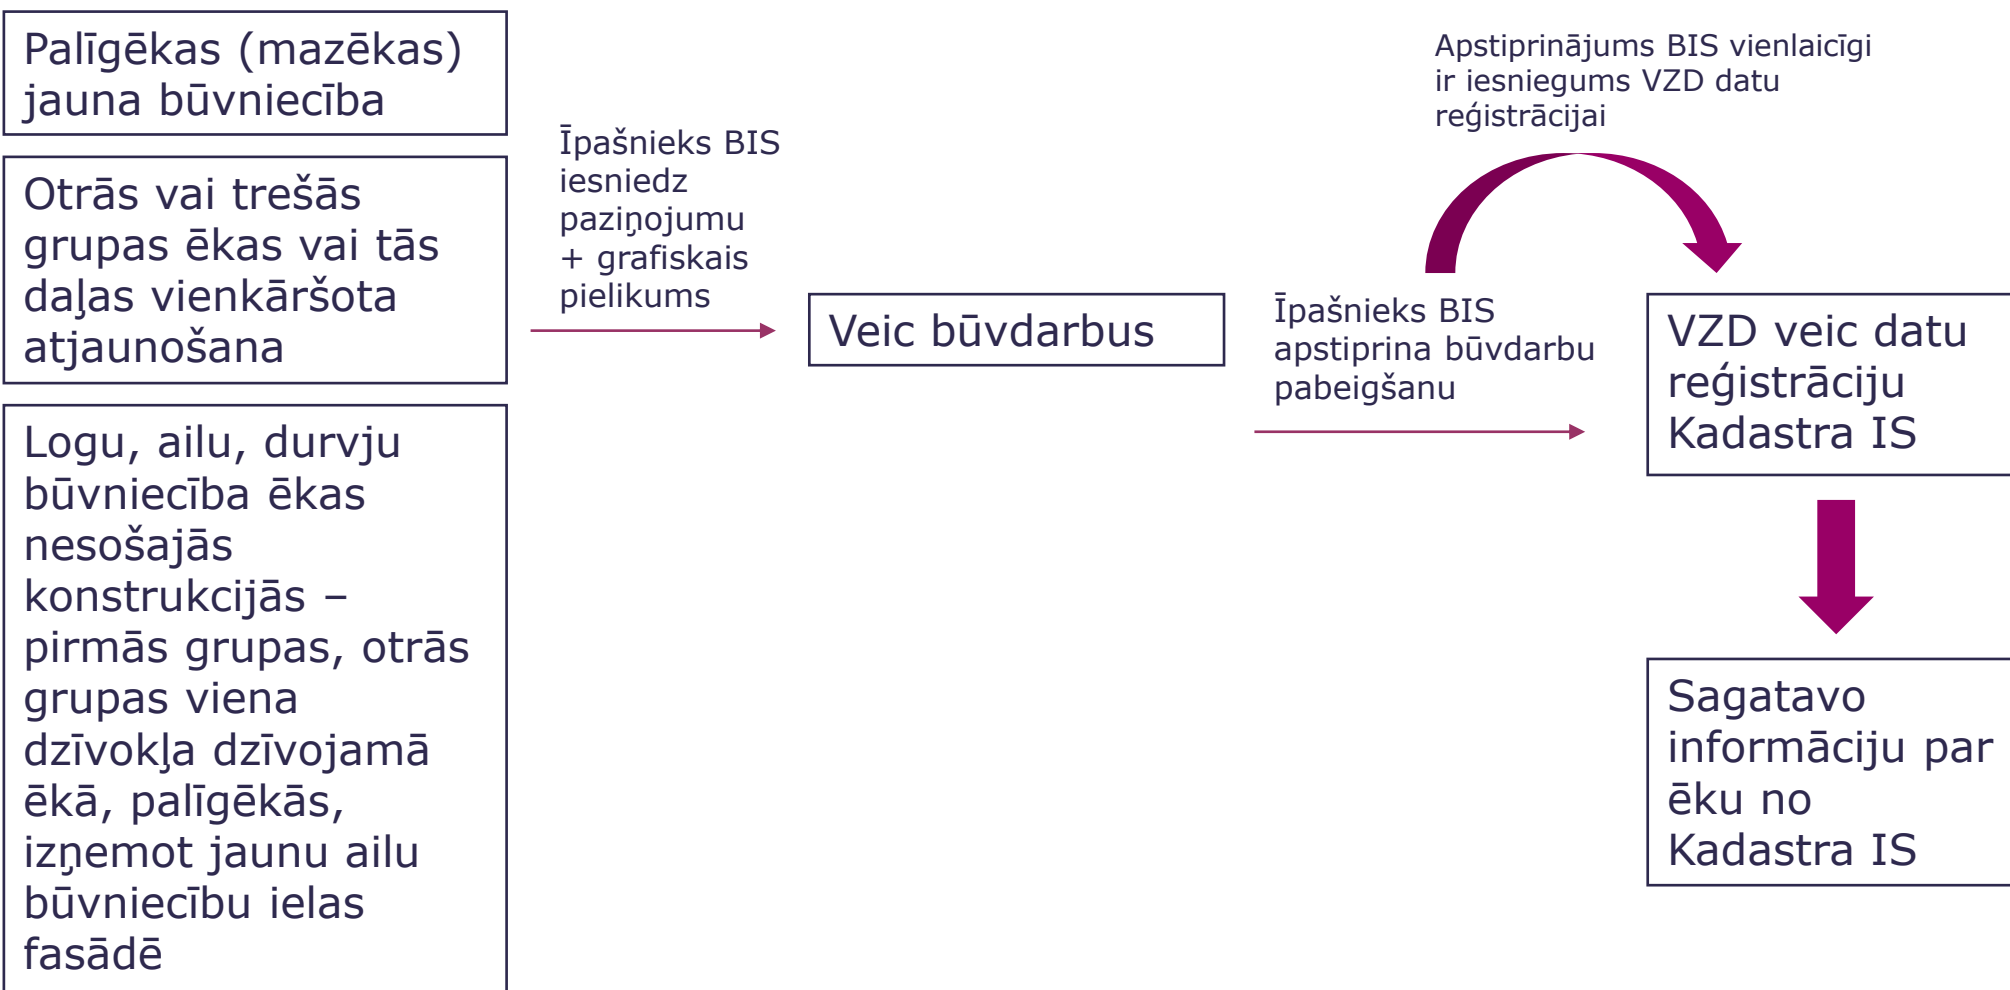 Palīgēkas (mazēkas)
jauna būvniecība
Otrās vai trešās
grupas ēkas vai tās
daļas vienkāršota
atjaunošana
Logu, ailu, durvju
būvniecība ēkas
nesošajās
konstrukcijās –
pirmās grupas, otrās
grupas viena
dzīvokļa dzīvojamā
ēkā, palīgēkās,
izņemot jaunu ailu
būvniecību ielas
fasādē
Īpašnieks BIS
iesniedz
paziņojumu
+ grafiskais
pielikums
Veic būvdarbus
Apstiprinājums BIS vienlaicīgi
ir iesniegums VZD datu
reģistrācijai
Īpašnieks BIS
apstiprina būvdarbu
pabeigšanu
VZD veic datu
reģistrāciju
Kadastra IS
Sagatavo
informāciju par
ēku no
Kadastra IS